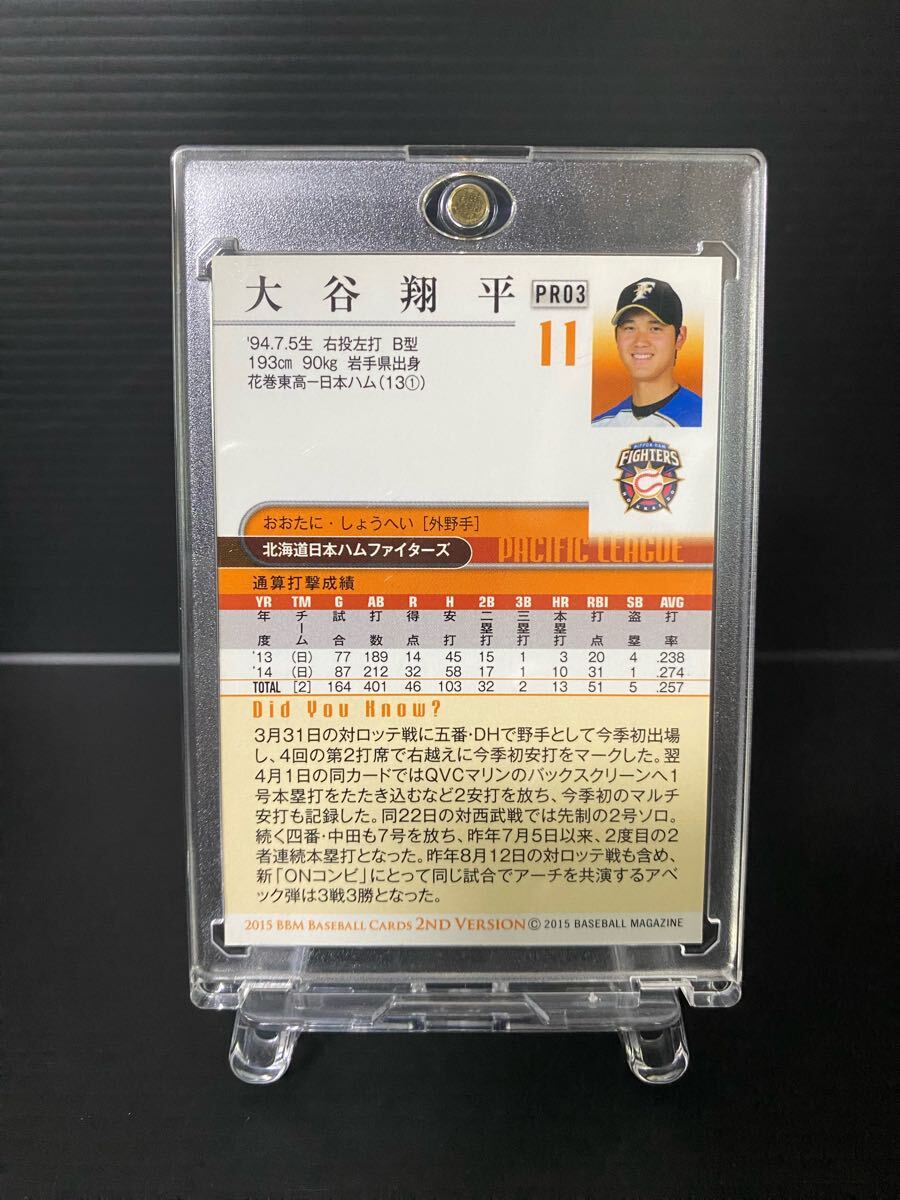 大谷翔平 PR03
11
'94.7.5生 右投左打 B型
193cm 90kg 岩手県出身
花巻東高ー日本ハム(13①)
NIPPON-HAM
FIGHTERS
おおたに・しょうへい［外野手］
北海道日本ハムファイターズ PACIFIC LEAGUE
通算打撃成績
YR TM G AB R H 2B 3B HR RBI SB AVG
年度 チーム 試合 打数 得点 安打 二塁打 三塁打 本塁打 打点 盗塁 打率
'13 (日) 77 189 14 45 15 1 3 20 4 .238
'14 (日) 87 212 32 58 17 1 10 31 1 .274
TOTAL [2] 164 401 46 103 32 2 13 51 5 .257
Did You Know?
3月31日の対ロッテ戦に五番・DHで野手として今季初出場
し、4回の第2打席で右越えに今季初安打をマークした。翌
4月1日の同カードではQVCマリンのバックスクリーンへ1
号本塁打をたたき込むなど2安打を放ち、今季初のマルチ
安打も記録した。同22日の対西武戦では先制の2号ソロ。
続く四番・中田も7号を放ち、昨年7月5日以来、2度目の2
者連続本塁打となった。昨年8月12日の対ロッテ戦も含め、
新「ONコンビ」にとって同じ試合でアーチを共演するアベ
ック弾は3戦3勝となった。
2015 BBM BASEBALL CARDS 2ND VERSION © 2015 BASEBALL MAGAZINE